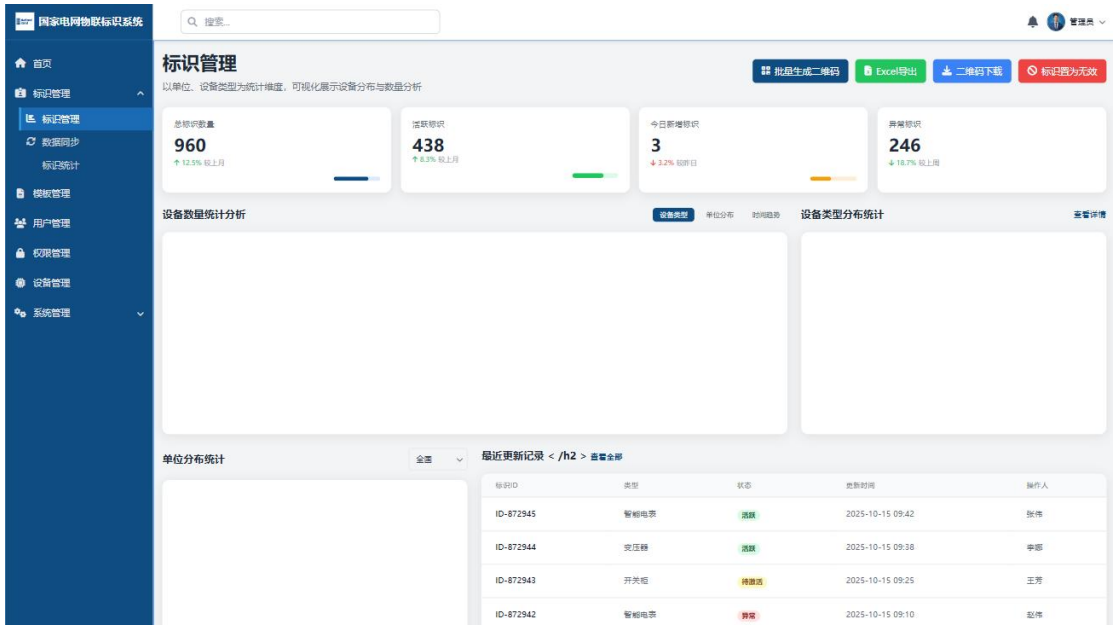 国家电网物联标识系统
搜索...
管理员
首页
标识管理
标识管理
数据同步
标识统计
模板管理
用户管理
权限管理
设备管理
系统管理
标识管理
以单位、设备类型为统计维度，可视化展示设备分布与数量分析
批量生成二维码
Excel导出
二维码下载
标识置为无效
总标识数量
960
↑ 12.5% 较上月
活跃标识
438
↑ 8.3% 较上月
今日新增标识
3
↓ 3.2% 较昨日
异常标识
246
↓ 18.7% 较上周
设备数量统计分析
设备类型 单位分布 时间趋势
设备类型分布统计
查看详情
单位分布统计
全国
最近更新记录 < /h2 > 查看全部
标识ID 类型 状态 更新时间 操作人
ID-872945 智能电表 活跃 2025-10-15 09:42 张伟
ID-872944 变压器 活跃 2025-10-15 09:38 李娜
ID-872943 开关柜 待激活 2025-10-15 09:25 王芳
ID-872942 智能电表 异常 2025-10-15 09:10 赵伟